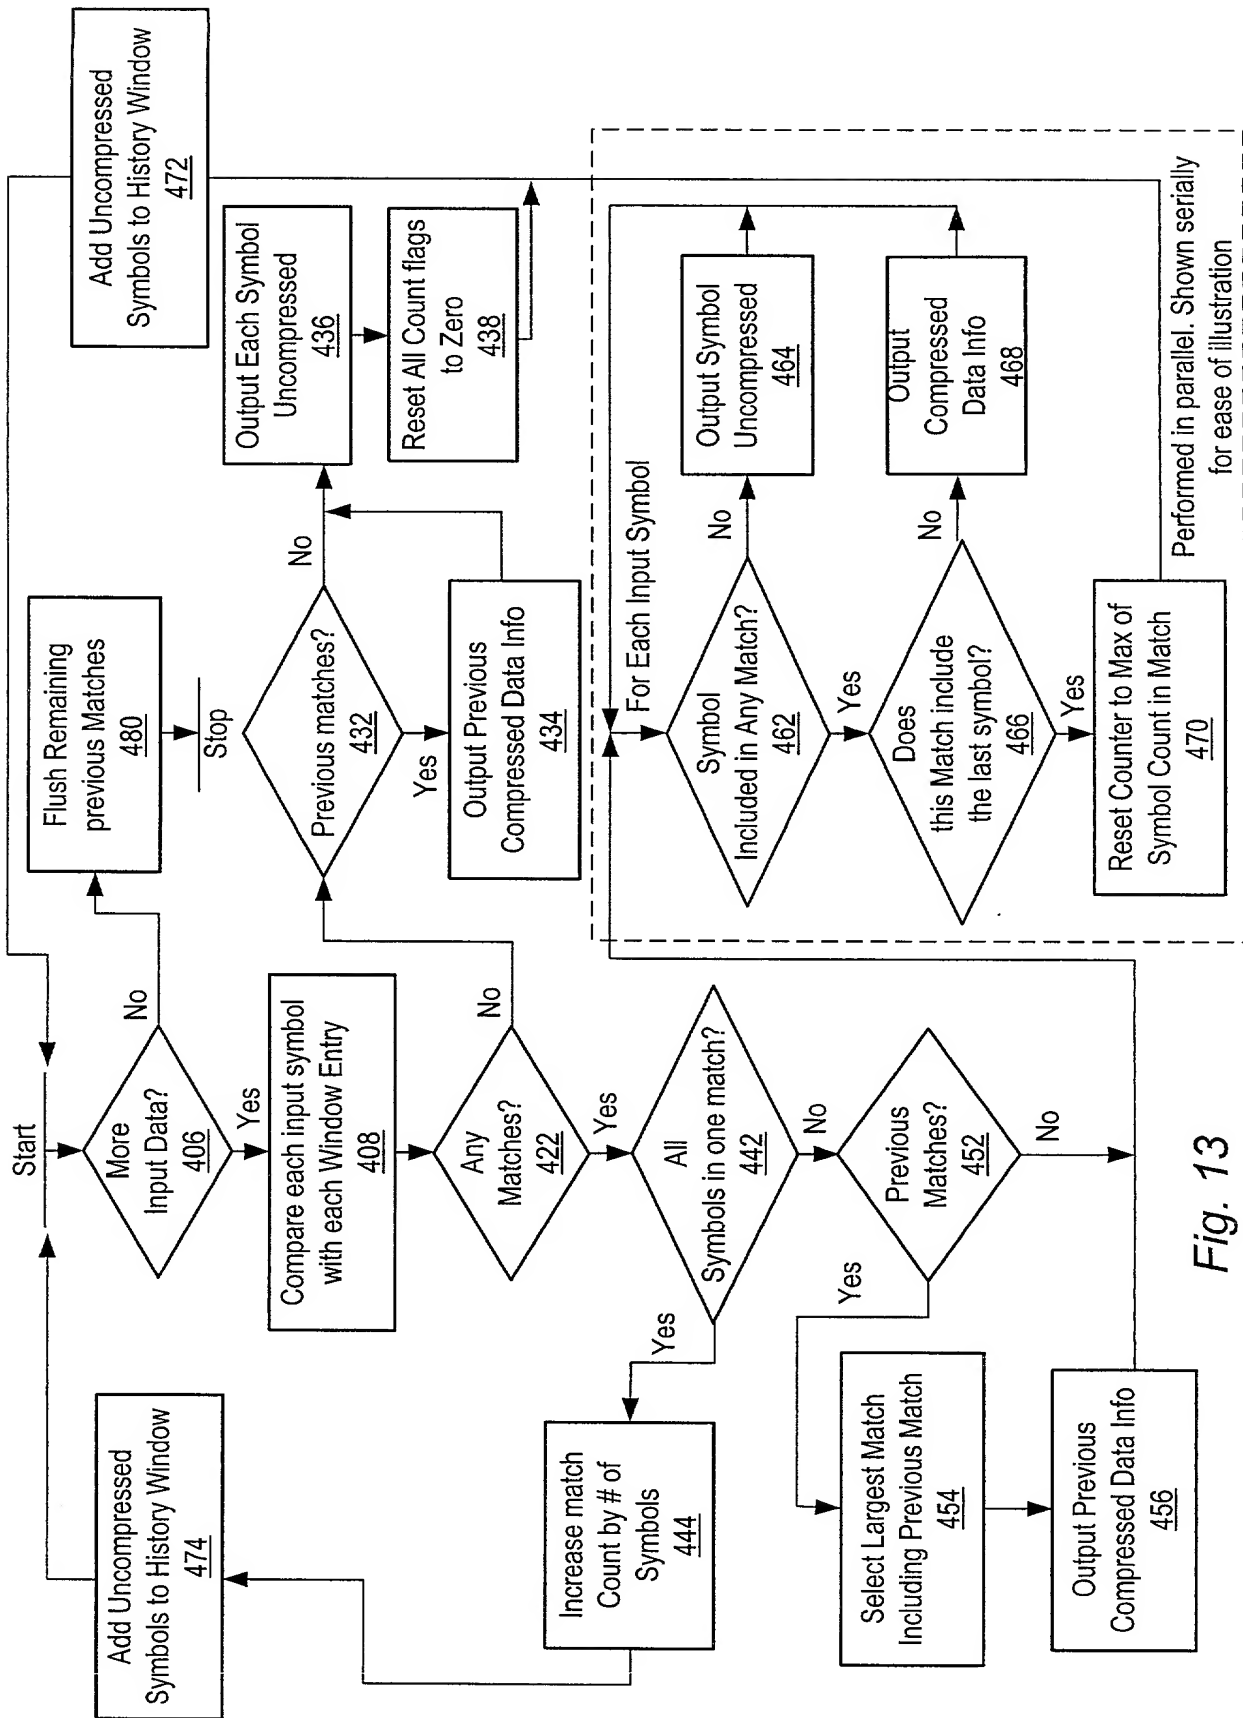 Start
More
Input Data?
406
No
Yes
Flush Remaining
previous Matches
480
Stop
Compare each input symbol
with each Window Entry
408
Any
Matches?
422
No
Yes
Previous matches?
432
No
Yes
Output Previous
Compressed Data Info
434
Output Each Symbol
Uncompressed
436
Reset All Count flags
to Zero
438
Add Uncompressed
Symbols to History Window
472
All
Symbols in one match?
442
Yes
No
Increase match
Count by # of
Symbols
444
Add Uncompressed
Symbols to History Window
474
Previous
Matches?
452
Yes
No
Select Largest Match
Including Previous Match
454
Output Previous
Compressed Data Info
456
For Each Input Symbol
Symbol
Included in Any Match?
462
No
Yes
Output Symbol
Uncompressed
464
Does
this Match include
the last symbol?
466
No
Yes
Output
Compressed
Data Info
468
Reset Counter to Max of
Symbol Count in Match
470
Performed in parallel. Shown serially
for ease of illustration
Fig. 13